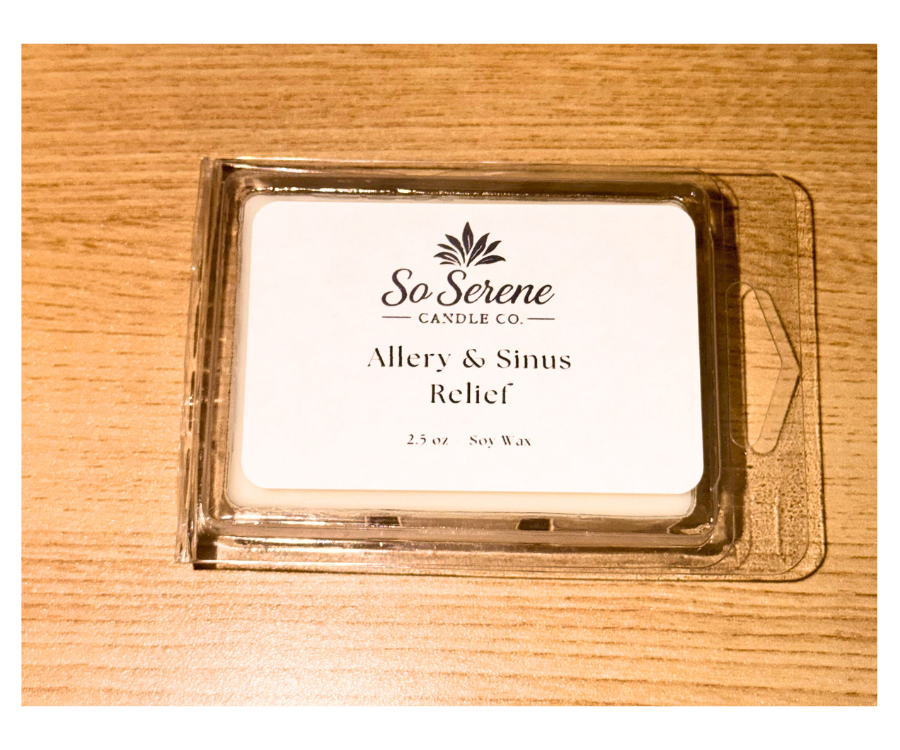 So Serene
CANDLE CO.
Allery & Sinus
Relief
2.5 oz Soy Wax